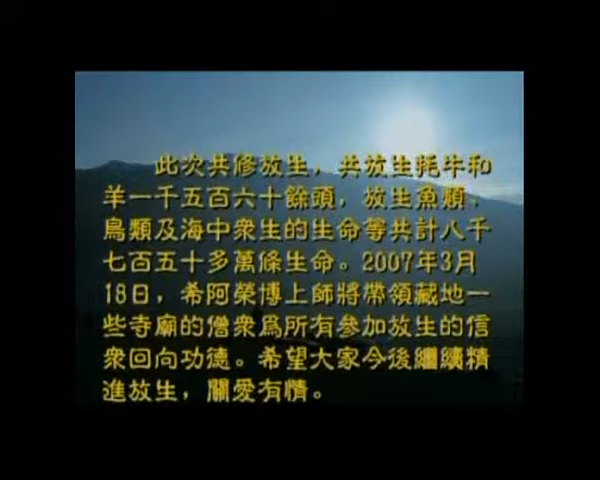 此次共修放生，共放生牦牛和
羊一千五百六十餘頭，放生魚類、
鳥類及海中衆生的生命等共計八千
七百五十多萬條生命。2007年3月
18日，希阿榮博上師將帶領藏地一
些寺廟的僧衆爲所有參加放生的信
衆回向功德。希望大家今後繼續精
進放生，關愛有情。